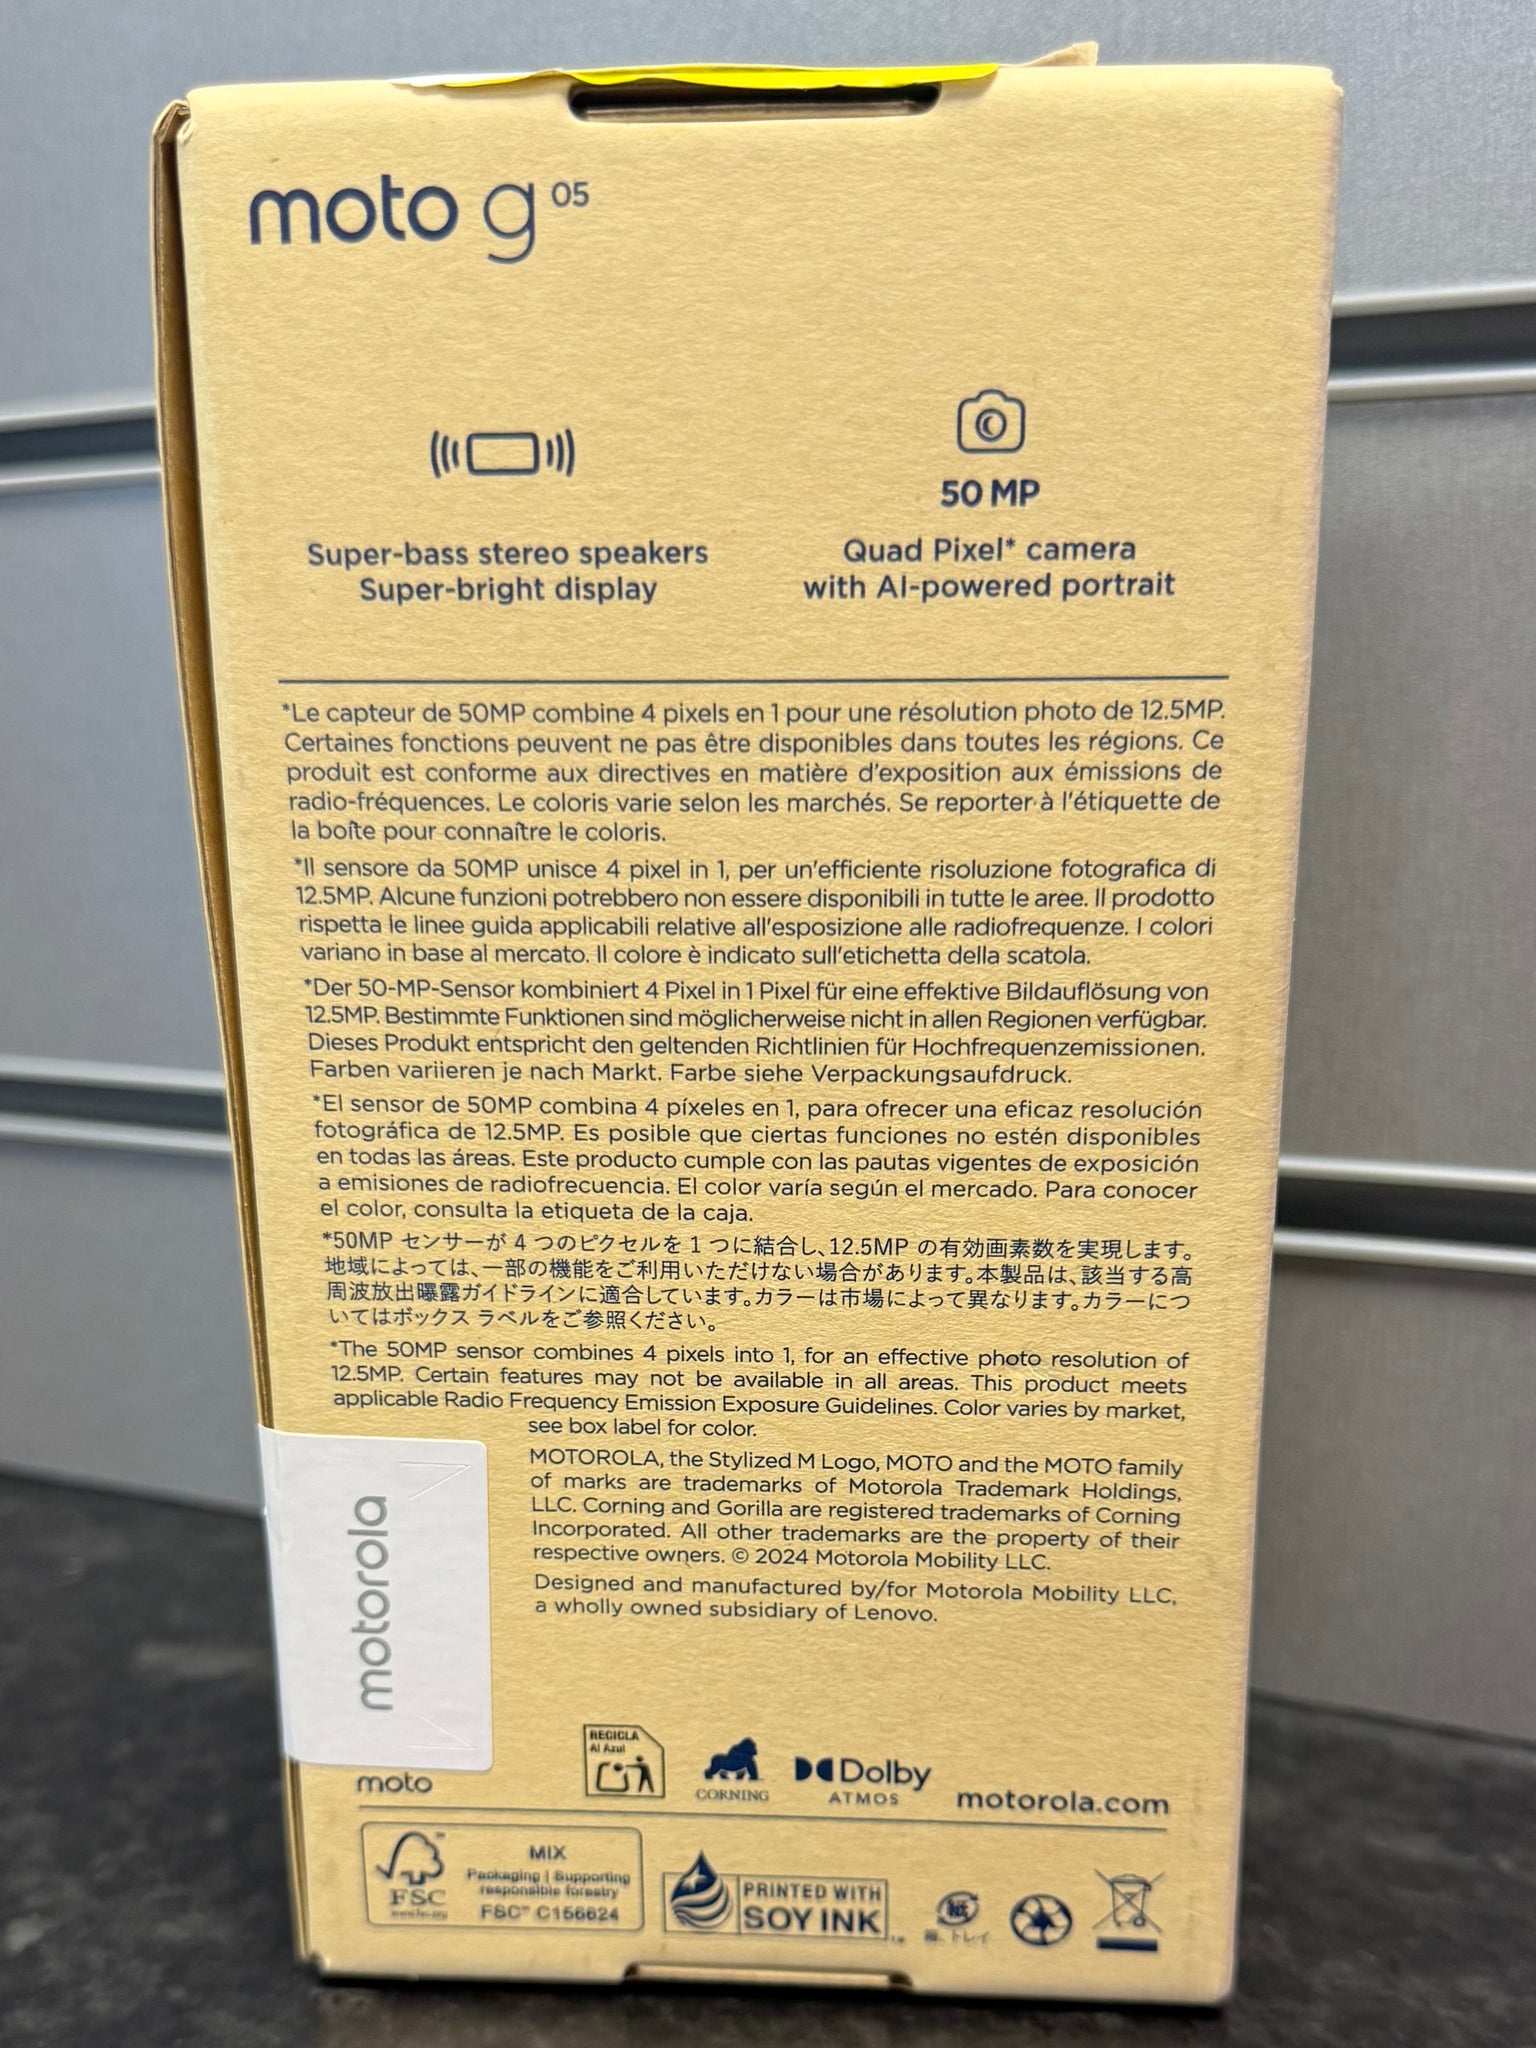 moto g 05
50 MP
Super-bass stereo speakers
Super-bright display
Quad Pixel* camera
with AI-powered portrait
*Le capteur de 50MP combine 4 pixels en 1 pour une résolution photo de 12.5MP.
Certaines fonctions peuvent ne pas être disponibles dans toutes les régions. Ce
produit est conforme aux directives en matière d'exposition aux émissions de
radio-fréquences. Le coloris varie selon les marchés. Se reporter à l'étiquette de
la boîte pour connaître le coloris.
*Il sensore da 50MP unisce 4 pixel in 1, per un'efficiente risoluzione fotografica di
12.5MP. Alcune funzioni potrebbero non essere disponibili in tutte le aree. Il prodotto
rispetta le linee guida applicabili relative all'esposizione alle radiofrequenze. I colori
variano in base al mercato. Il colore è indicato sull'etichetta della scatola.
*Der 50-MP-Sensor kombiniert 4 Pixel in 1 Pixel für eine effektive Bildauflösung von
12.5MP. Bestimmte Funktionen sind möglicherweise nicht in allen Regionen verfügbar.
Dieses Produkt entspricht den geltenden Richtlinien für Hochfrequenzemissionen.
Farben variieren je nach Markt. Farbe siehe Verpackungsaufdruck.
*El sensor de 50MP combina 4 píxeles en 1, para ofrecer una eficaz resolución
fotográfica de 12.5MP. Es posible que ciertas funciones no estén disponibles
en todas las áreas. Este producto cumple con las pautas vigentes de exposición
a emisiones de radiofrecuencia. El color varía según el mercado. Para conocer
el color, consulta la etiqueta de la caja.
*50MP センサーが 4 つのピクセルを 1 つに結合し、12.5MP の有効画素数を実現します。
地域によっては、一部の機能をご利用いただけない場合があります。本製品は、該当する高
周波放出曝露ガイドラインに適合しています。カラーは市場によって異なります。カラーにつ
いてはボックス ラベルをご参照ください。
*The 50MP sensor combines 4 pixels into 1, for an effective photo resolution of
12.5MP. Certain features may not be available in all areas. This product meets
applicable Radio Frequency Emission Exposure Guidelines. Color varies by market,
see box label for color.
MOTOROLA, the Stylized M Logo, MOTO and the MOTO family
of marks are trademarks of Motorola Trademark Holdings,
LLC. Corning and Gorilla are registered trademarks of Corning
Incorporated. All other trademarks are the property of their
respective owners. © 2024 Motorola Mobility LLC.
Designed and manufactured by/for Motorola Mobility LLC,
a wholly owned subsidiary of Lenovo.
motorola
moto
RECICLA
Al Azul
CORNING
Dolby
ATMOS
motorola.com
FSC
www.fsc.org
MIX
Packaging | Supporting
responsible forestry
FSC™ C156624
PRINTED WITH
SOY INK
紙
箱、トレイ